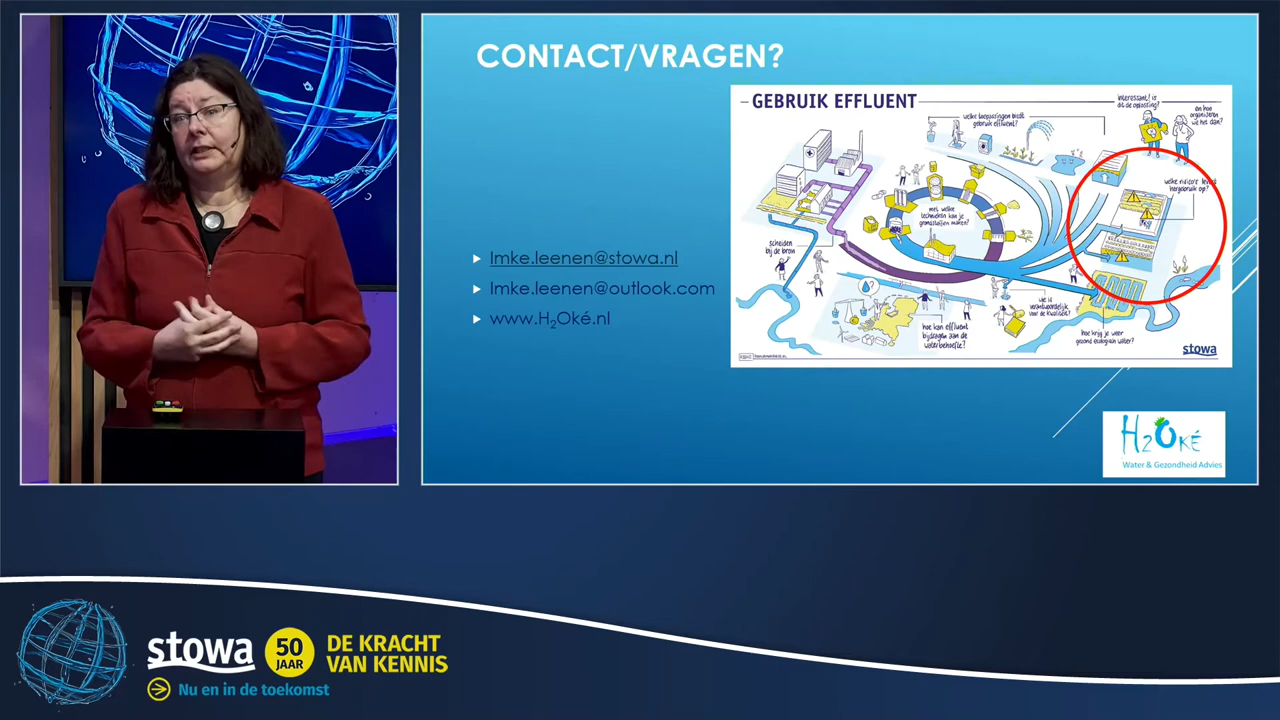 CONTACT/VRAGEN?
GEBRUIK EFFLUENT
welke toepassingen biedt
gebruik effluent?
interessant! is
dit de oplossing?
en hoe
organiseren
we het dan?
welke risico's levert
hergebruik op?
met welke
technieken kan je
grondstoffen maken?
scheiden
bij de bron
wie is
verantwoordelijk
voor de kwaliteit?
hoe kan effluent
bijdragen aan de
waterbehoefte?
hoe krijg je weer
gezond ecologisch water?
stowa
Imke.leenen@stowa.nl
Imke.leenen@outlook.com
www.H₂Oké.nl
H2Oké
Water & Gezondheid Advies
stowa
50
JAAR
DE KRACHT
VAN KENNIS
Nu en in de toekomst